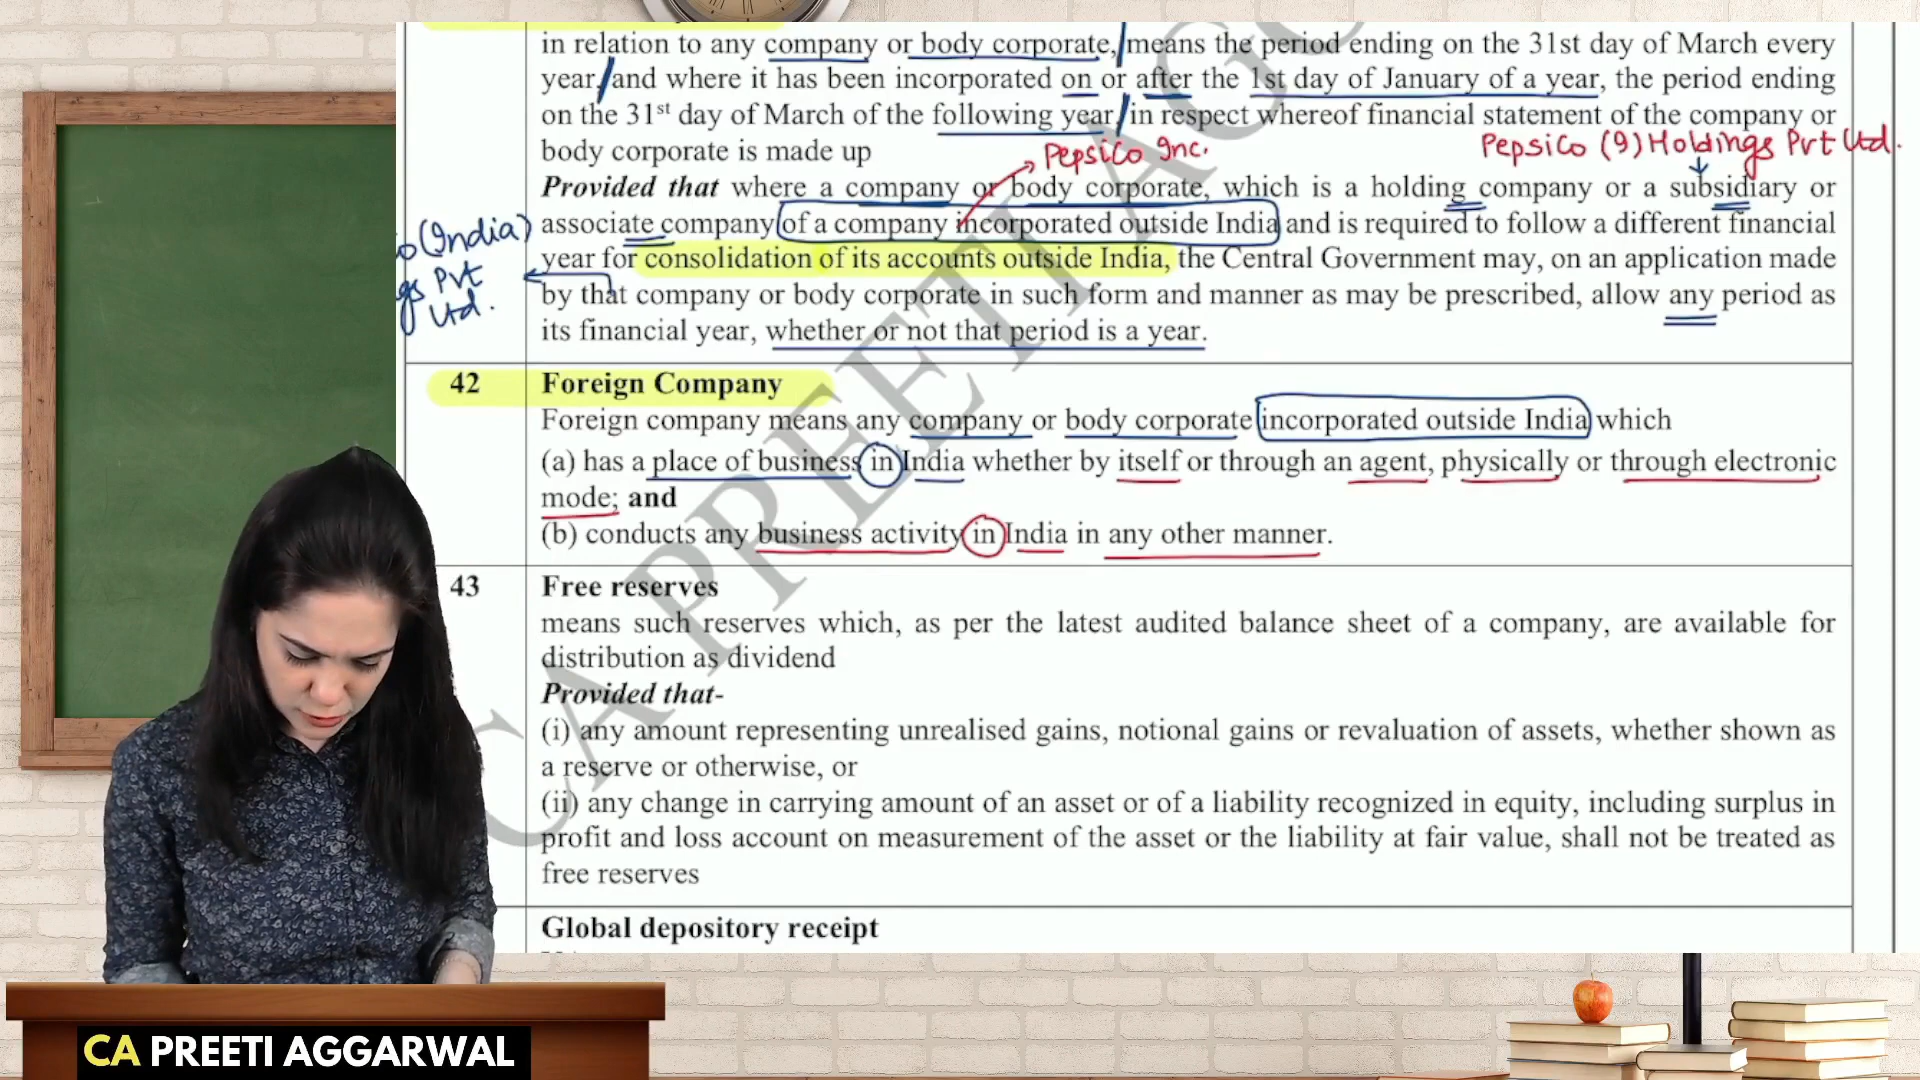 in relation to any company or body corporate, means the period ending on the 31st day of March every
year, and where it has been incorporated on or after the 1st day of January of a year, the period ending
on the 31st day of March of the following year, in respect whereof financial statement of the company or
body corporate is made up
Pepsico Inc.
Pepsico (I) Holdings Pvt Ltd.
Provided that where a company or body corporate, which is a holding company or a subsidiary or
associate company of a company incorporated outside India and is required to follow a different financial
year for consolidation of its accounts outside India, the Central Government may, on an application made
by that company or body corporate in such form and manner as may be prescribed, allow any period as
its financial year, whether or not that period is a year.
o (India)
gs Pvt
Ltd.
42 Foreign Company
Foreign company means any company or body corporate incorporated outside India which
(a) has a place of business in India whether by itself or through an agent, physically or through electronic
mode; and
(b) conducts any business activity in India in any other manner.
43 Free reserves
means such reserves which, as per the latest audited balance sheet of a company, are available for
distribution as dividend
Provided that-
(i) any amount representing unrealised gains, notional gains or revaluation of assets, whether shown as
a reserve or otherwise, or
(ii) any change in carrying amount of an asset or of a liability recognized in equity, including surplus in
profit and loss account on measurement of the asset or the liability at fair value, shall not be treated as
free reserves
Global depository receipt
CA PREETI AGG
CA PREETI AGGARWAL